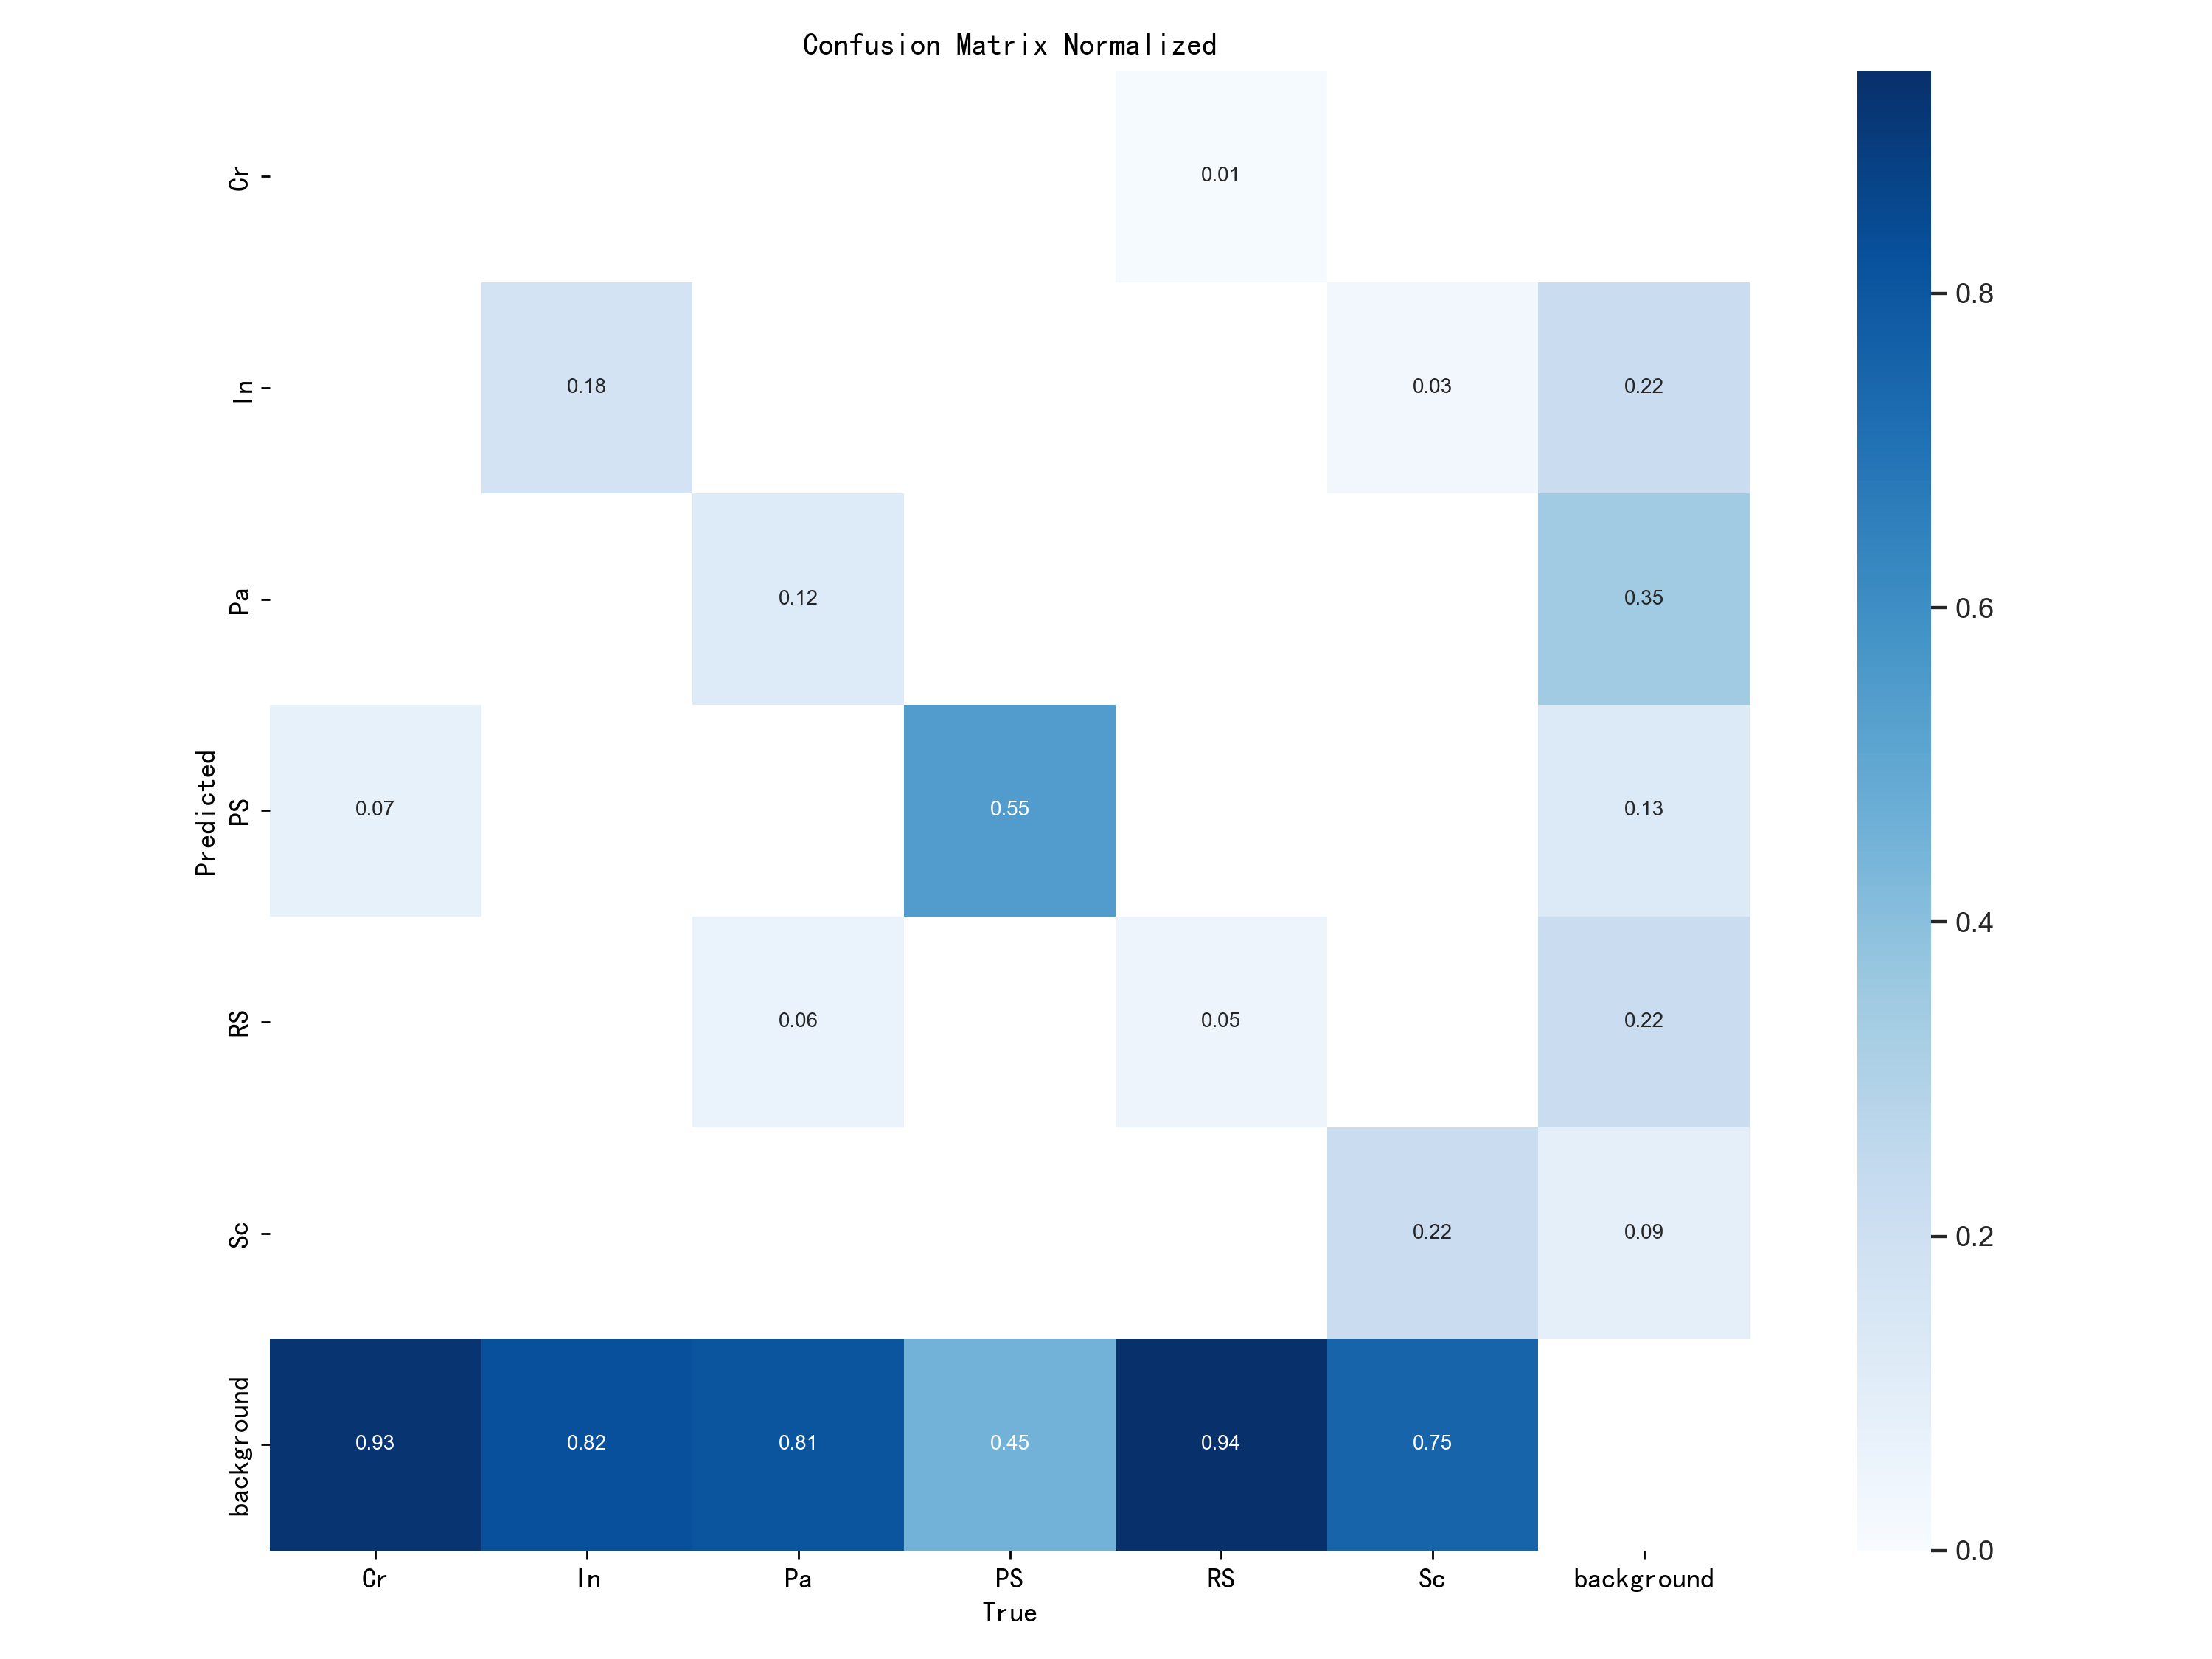 Confusion Matrix Normalized
Cr
0.01
0.8
In
0.18
0.03
0.22
Pa
0.12
0.35
0.6
Predicted
PS
0.07
0.55
0.13
0.4
RS
0.06
0.05
0.22
Sc
0.22
0.09
0.2
background
0.93
0.82
0.81
0.45
0.94
0.75
0.0
Cr In Pa PS RS Sc background
True